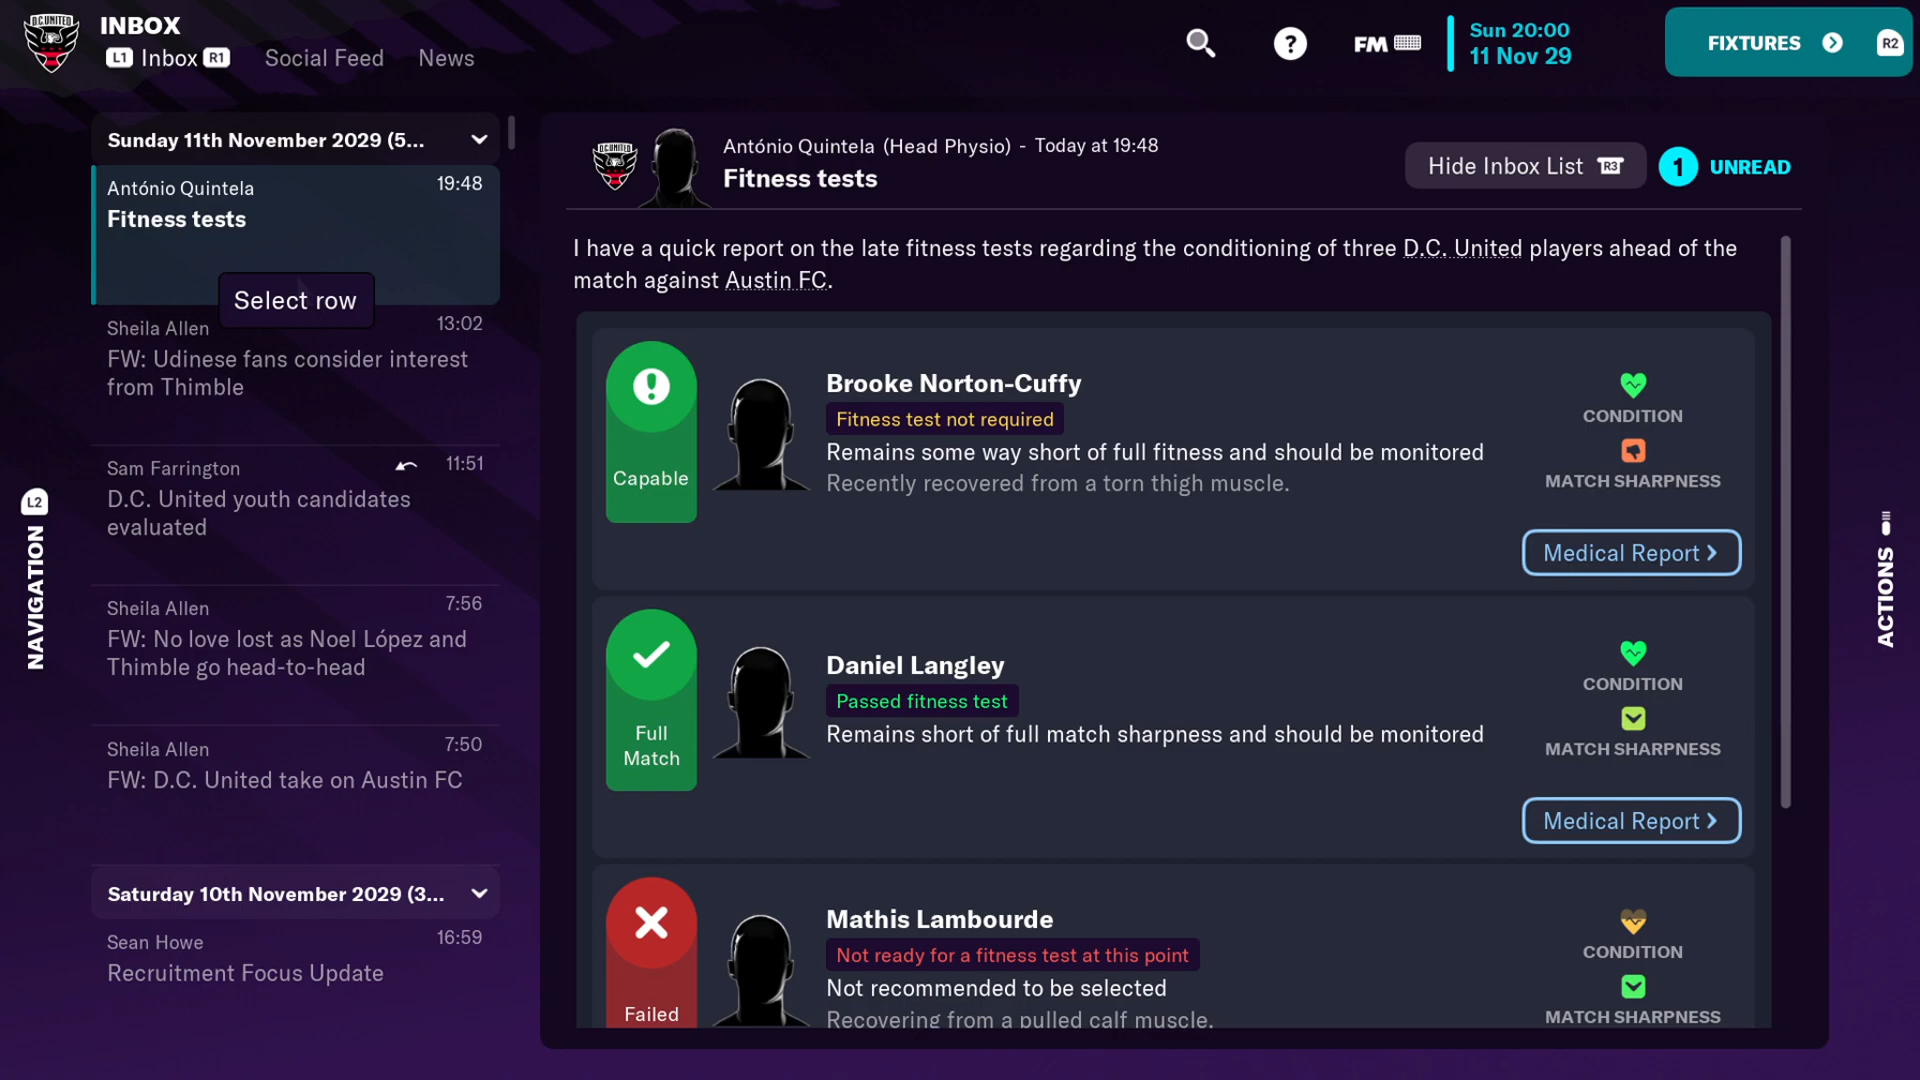 INBOX
L1 Inbox R1 Social Feed News
FM
Sun 20:00
11 Nov 29
FIXTURES
R2
Sunday 11th November 2029 (5...
António Quintela 19:48
Fitness tests
Select row
Sheila Allen 13:02
FW: Udinese fans consider interest
from Thimble
Sam Farrington 11:51
D.C. United youth candidates
evaluated
Sheila Allen 7:56
FW: No love lost as Noel López and
Thimble go head-to-head
Sheila Allen 7:50
FW: D.C. United take on Austin FC
Saturday 10th November 2029 (3...
Sean Howe 16:59
Recruitment Focus Update
L2
NAVIGATION
D.C.UNITED
António Quintela (Head Physio) - Today at 19:48
Fitness tests
Hide Inbox List R3
1 UNREAD
I have a quick report on the late fitness tests regarding the conditioning of three D.C. United players ahead of the
match against Austin FC.
Capable
Brooke Norton-Cuffy
Fitness test not required
Remains some way short of full fitness and should be monitored
Recently recovered from a torn thigh muscle.
CONDITION
MATCH SHARPNESS
Medical Report
Full
Match
Daniel Langley
Passed fitness test
Remains short of full match sharpness and should be monitored
CONDITION
MATCH SHARPNESS
Medical Report
Failed
Mathis Lambourde
Not ready for a fitness test at this point
Not recommended to be selected
Recovering from a pulled calf muscle.
CONDITION
MATCH SHARPNESS
ACTIONS